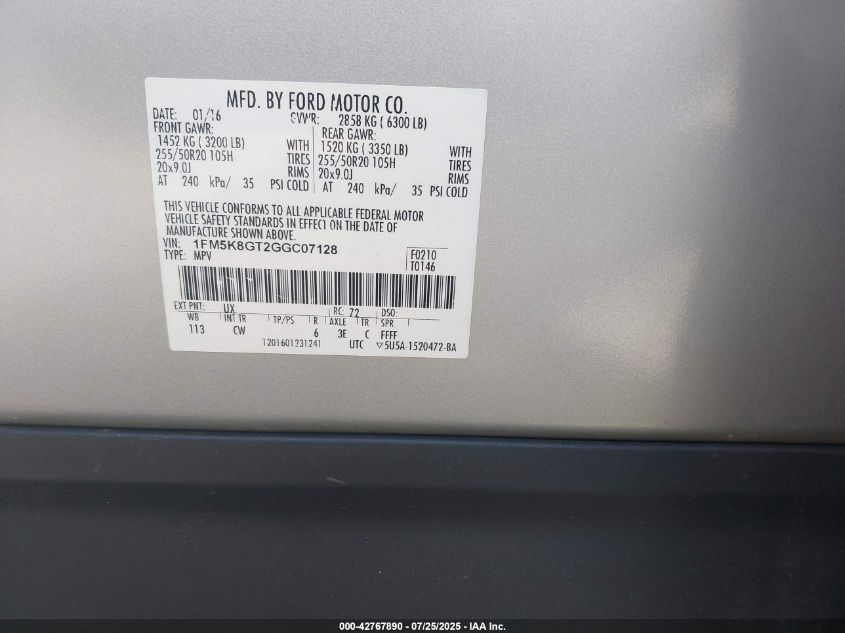 MFD. BY FORD MOTOR CO.
DATE: 01/16 GVWR: 2858 KG ( 6300 LB)
FRONT GAWR: REAR GAWR:
1452 KG ( 3200 LB) WITH 1520 KG ( 3350 LB) WITH
255/50R20 105H TIRES 255/50R20 105H TIRES
20x9.0J RIMS 20x9.0J RIMS
AT 240 kPa/ 35 PSI COLD AT 240 kPa/ 35 PSI COLD
THIS VEHICLE CONFORMS TO ALL APPLICABLE FEDERAL MOTOR
VEHICLE SAFETY STANDARDS IN EFFECT ON THE DATE OF
MANUFACTURE SHOWN ABOVE.
VIN: 1FM5K8GT2GGC07128 F0210
TYPE: MPV T0146
EXT PNT: UX RC: 72 DSO:
WB INT TR TP/PS R AXLE TR SPR
113 CW 6 3E C FFFF
1201601231241 UTC ▽5U5A-1520472-BA
000-42767890 - 07/25/2025 - IAA Inc.